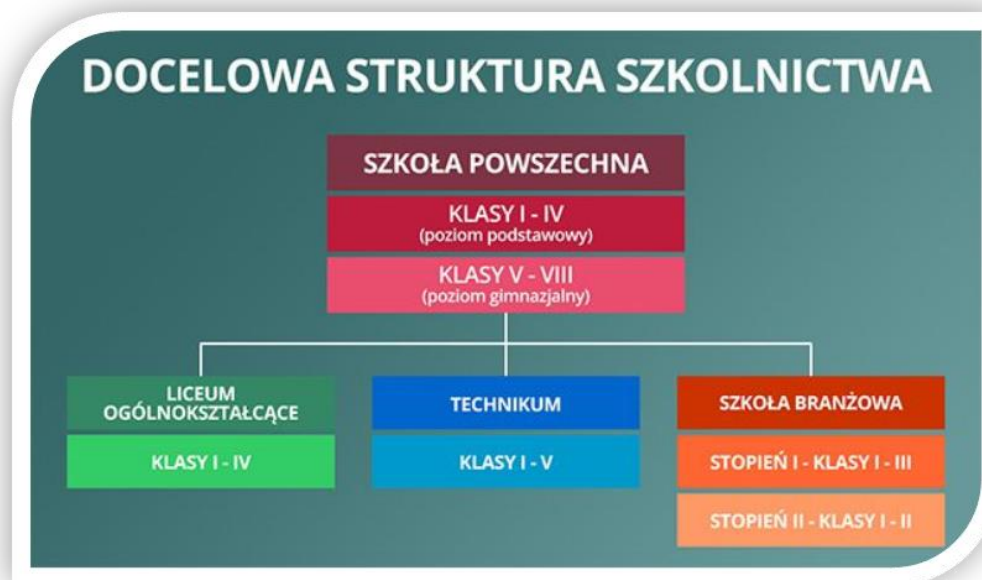 DOCELOWA STRUKTURA SZKOLNICTWA
SZKOŁA POWSZECHNA
KLASY I - IV
(poziom podstawowy)
KLASY V - VIII
(poziom gimnazjalny)
LICEUM
OGÓLNOKSZTAŁCĄCE
KLASY I - IV
TECHNIKUM
KLASY I - V
SZKOŁA BRANŻOWA
STOPIEŃ I - KLASY I - III
STOPIEŃ II - KLASY I - II